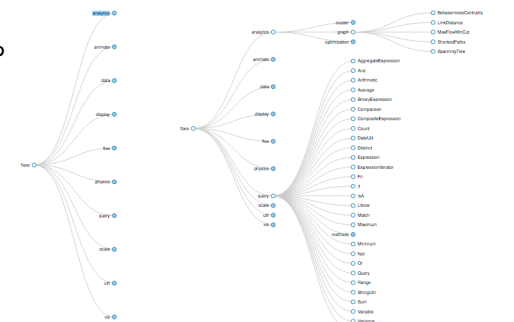 analytics
animate
data
display
flex
physics
query
scale
util
vis
flare
flare
analytics
animate
data
display
flex
physics
query
scale
util
vis
cluster
graph
optimization
BetweennessCentrality
LinkDistance
MaxFlowMinCut
ShortestPaths
SpanningTree
AggregateExpression
And
Arithmetic
Average
BinaryExpression
Comparison
CompositeExpression
Count
DateUtil
Distinct
Expression
ExpressionIterator
Fn
If
IsA
Literal
Match
Maximum
methods
Minimum
Not
Or
Query
Range
StringUtil
Sum
Variable
Variance